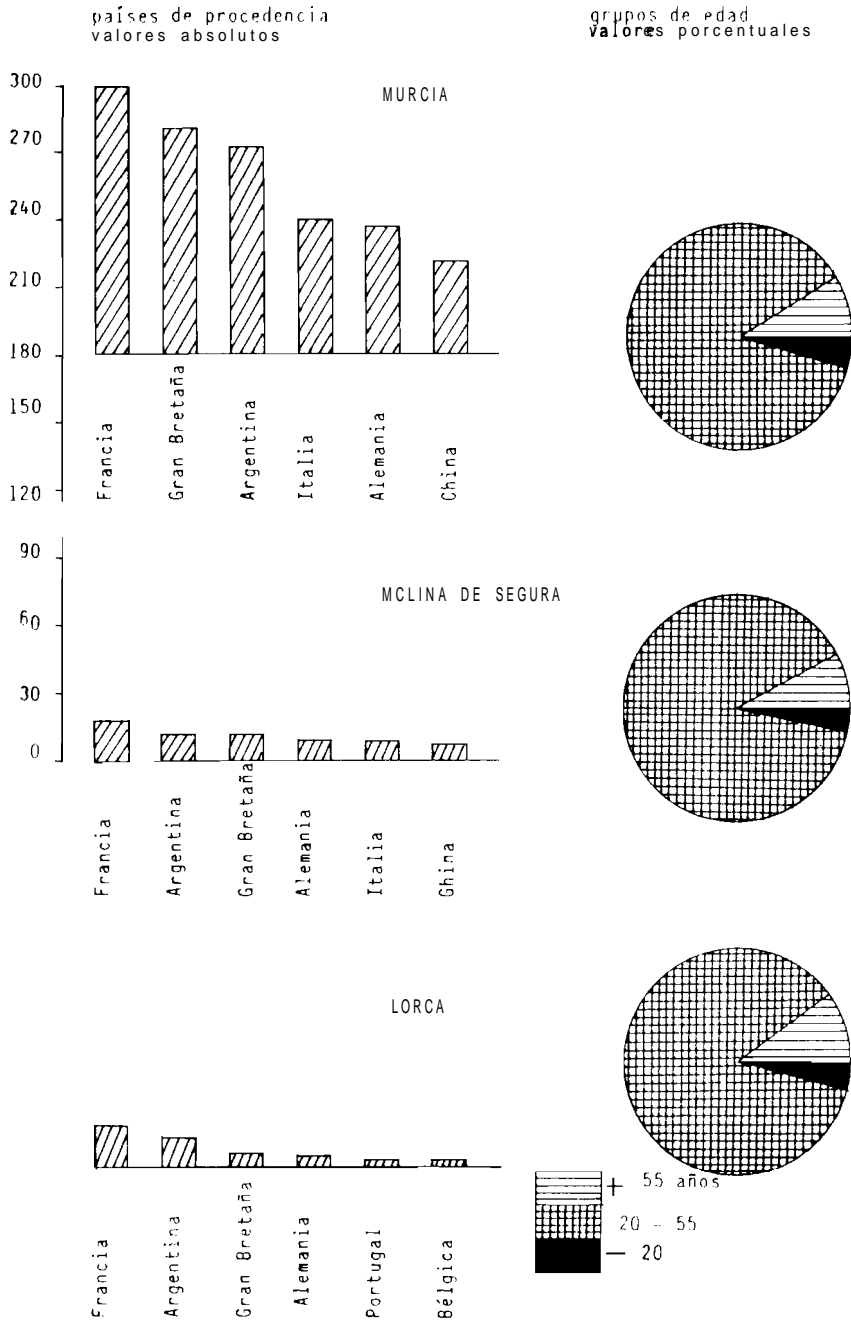 países de procedencia
valores absolutos
grupos de edad
valores porcentuales
MURCIA
300
270
240
210
180
150
120
Francia
Gran Bretaña
Argentina
Italia
Alemania
China
MCLINA DE SEGURA
90
60
30
0
Francia
Argentina
Gran Bretaña
Alemania
Italia
Ghina
LORCA
Francia
Argentina
Gran Bretaña
Alemania
Portugal
Bélgica
+ 55 años
20 - 55
- 20